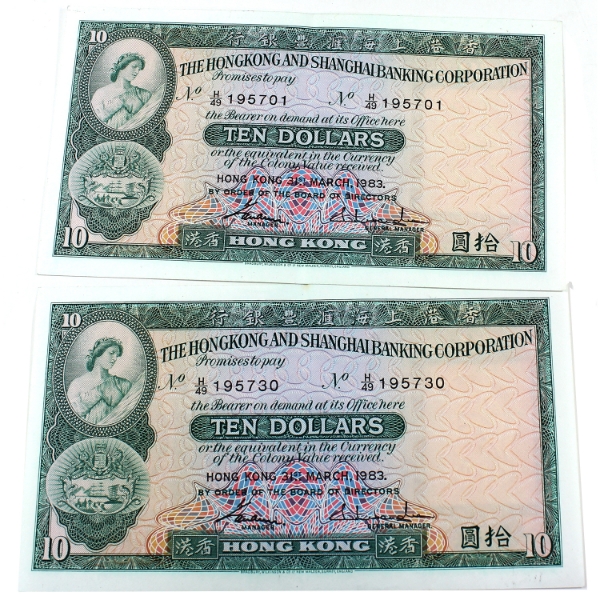 行銀豐匯海上港香
10
THE HONGKONG AND SHANGHAI BANKING CORPORATION
Promises to pay
No H/49 195701 No H/49 195701
the Bearer on demand at its Office here
TEN DOLLARS
or the equivalent in the Currency
of the Colony Value received.
HONG KONG 31ST MARCH, 1983.
BY ORDER OF THE BOARD OF DIRECTORS
MANAGER. GENERAL MANAGER.
10 港香 HONG KONG 港香 圓拾 10
行銀豐匯海上港香
10
THE HONGKONG AND SHANGHAI BANKING CORPORATION
Promises to pay
No H/49 195730 No H/49 195730
the Bearer on demand at its Office here
TEN DOLLARS
or the equivalent in the Currency
of the Colony Value received.
HONG KONG 31ST MARCH, 1983.
BY ORDER OF THE BOARD OF DIRECTORS
MANAGER. GENERAL MANAGER.
10 港香 HONG KONG 港香 圓拾 10